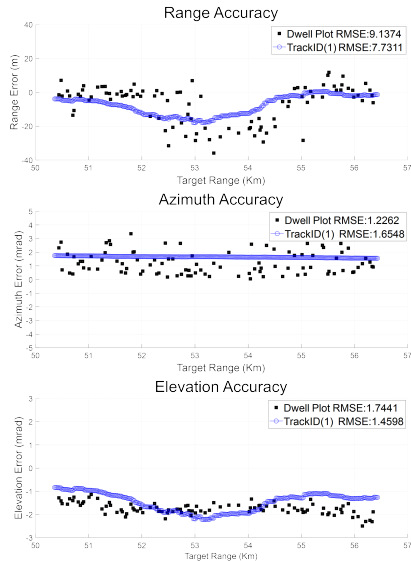 Range Accuracy
Dwell Plot RMSE:9.1374
TrackID(1) RMSE:7.7311
Range Error (m)
40
20
0
-20
-40
50 51 52 53 54 55 56 57
Target Range (Km)
Azimuth Accuracy
Dwell Plot RMSE:1.2262
TrackID(1) RMSE:1.6548
Azimuth Error (mrad)
5
4
3
2
1
0
-1
-2
-3
-4
-5
50 51 52 53 54 55 56 57
Target Range (Km)
Elevation Accuracy
Dwell Plot RMSE:1.7441
TrackID(1) RMSE:1.4598
Elevation Error (mrad)
3
2
1
0
-1
-2
-3
50 51 52 53 54 55 56 57
Target Range (Km)